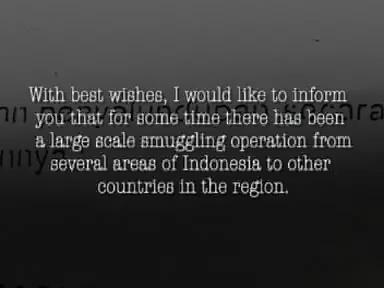 With best wishes, I would like to inform
you that for some time there has been
a large scale smuggling operation from
several areas of Indonesia to other
countries in the region.